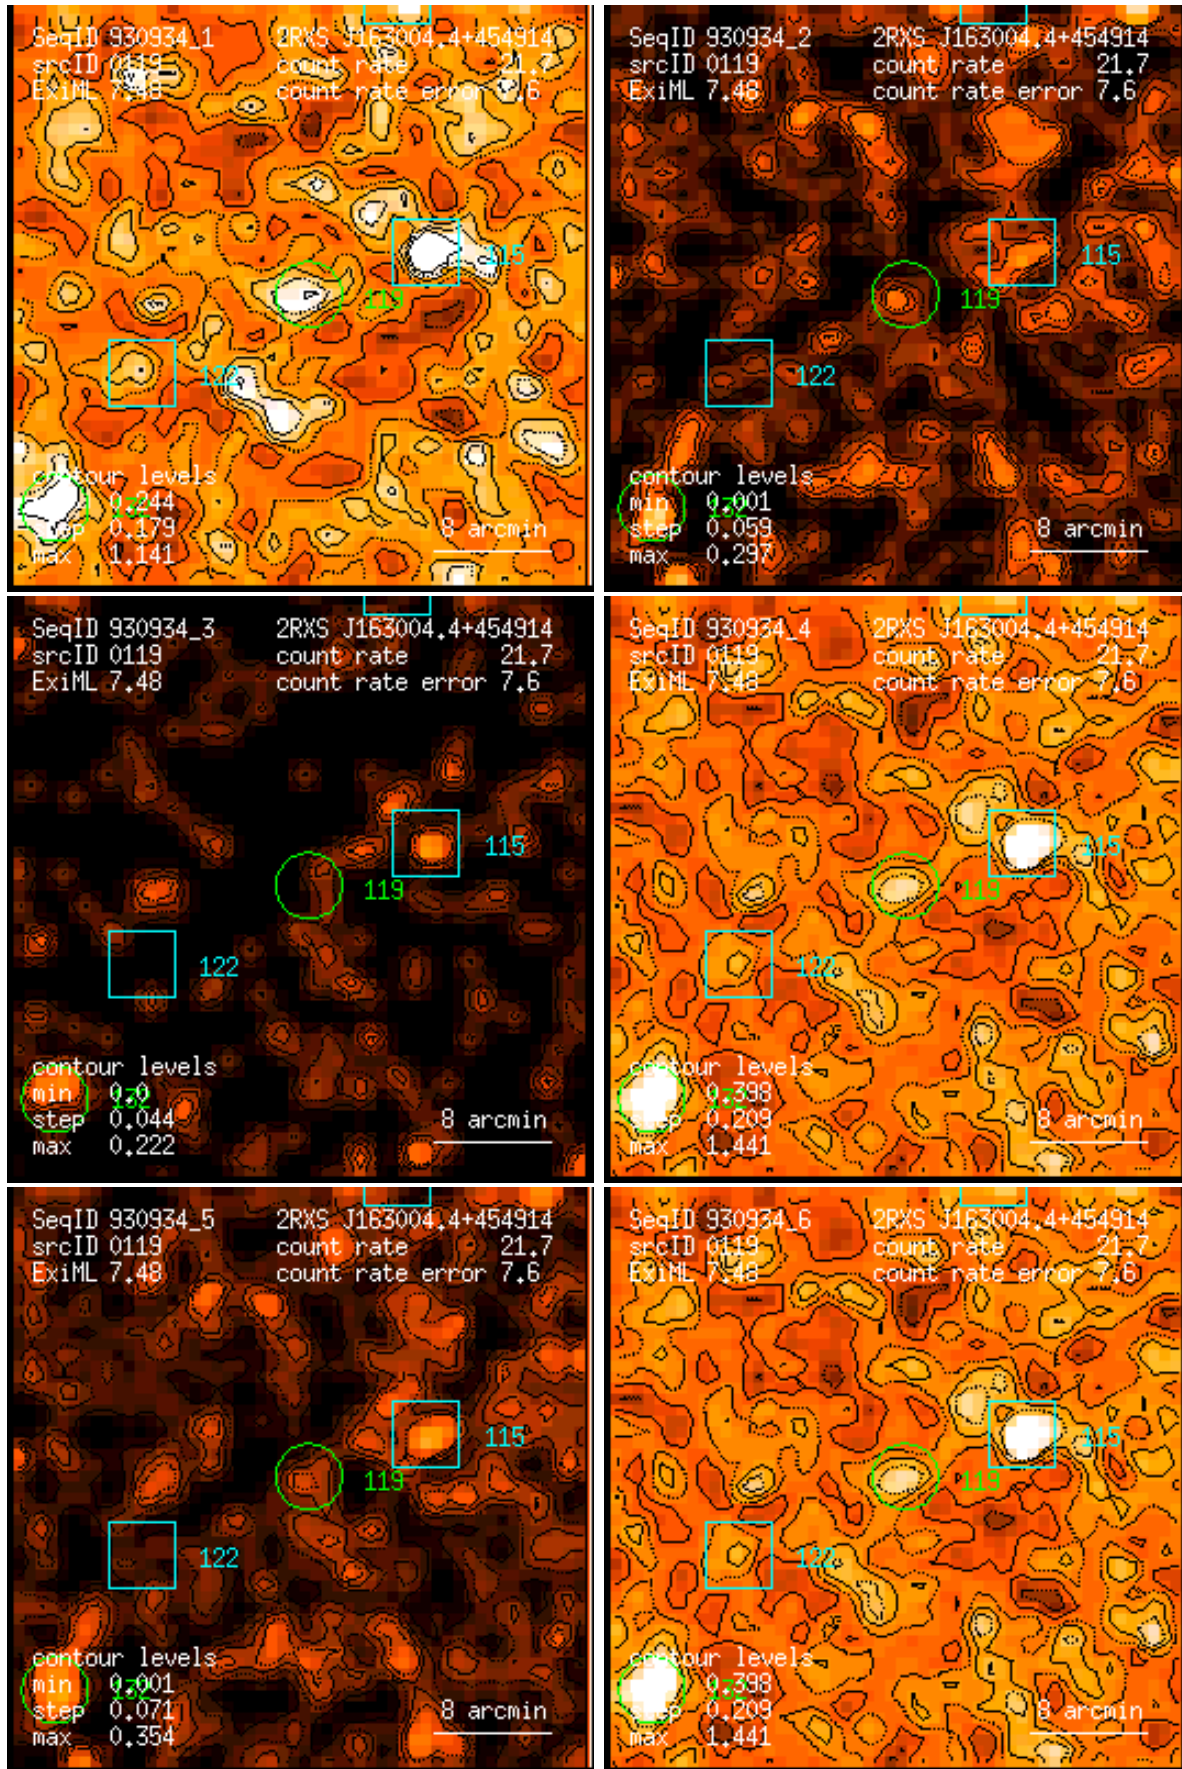 SeqID 930934_1 2RXS J163004.4+454914
srcID 0119 count rate 21.7
ExiML 7.48 count rate error 7.6
115
119
122
contour levels
0.244
step 0.179 8 arcmin
max 1.141
SeqID 930934_2 2RXS J163004.4+454914
srcID 0119 count rate 21.7
ExiML 7.48 count rate error 7.6
115
119
122
contour levels
min 0.001
step 0.059 8 arcmin
max 0.297
SeqID 930934_3 2RXS J163004.4+454914
srcID 0119 count rate 21.7
ExiML 7.48 count rate error 7.6
115
119
122
contour levels
min 0.0
step 0.044 8 arcmin
max 0.222
SeqID 930934_4 2RXS J163004.4+454914
srcID 0119 count rate 21.7
ExiML 7.48 count rate error 7.6
115
119
122
contour levels
0.398
step 0.209 8 arcmin
max 1.441
SeqID 930934_5 2RXS J163004.4+454914
srcID 0119 count rate 21.7
ExiML 7.48 count rate error 7.6
115
119
122
contour levels
min 0.001
step 0.071 8 arcmin
max 0.354
SeqID 930934_6 2RXS J163004.4+454914
srcID 0119 count rate 21.7
ExiML 7.48 count rate error 7.6
115
119
122
contour levels
0.398
step 0.209 8 arcmin
max 1.441